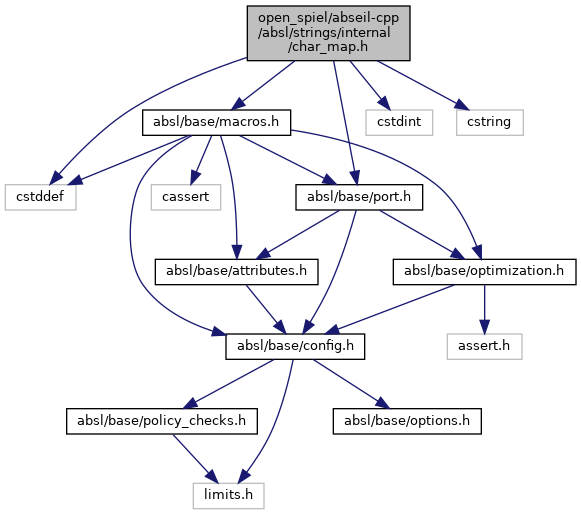 open_spiel/abseil-cpp
/absl/strings/internal
/char_map.h
absl/base/macros.h
cstdint
cstring
cstddef
cassert
absl/base/port.h
absl/base/attributes.h
absl/base/optimization.h
absl/base/config.h
assert.h
absl/base/policy_checks.h
absl/base/options.h
limits.h